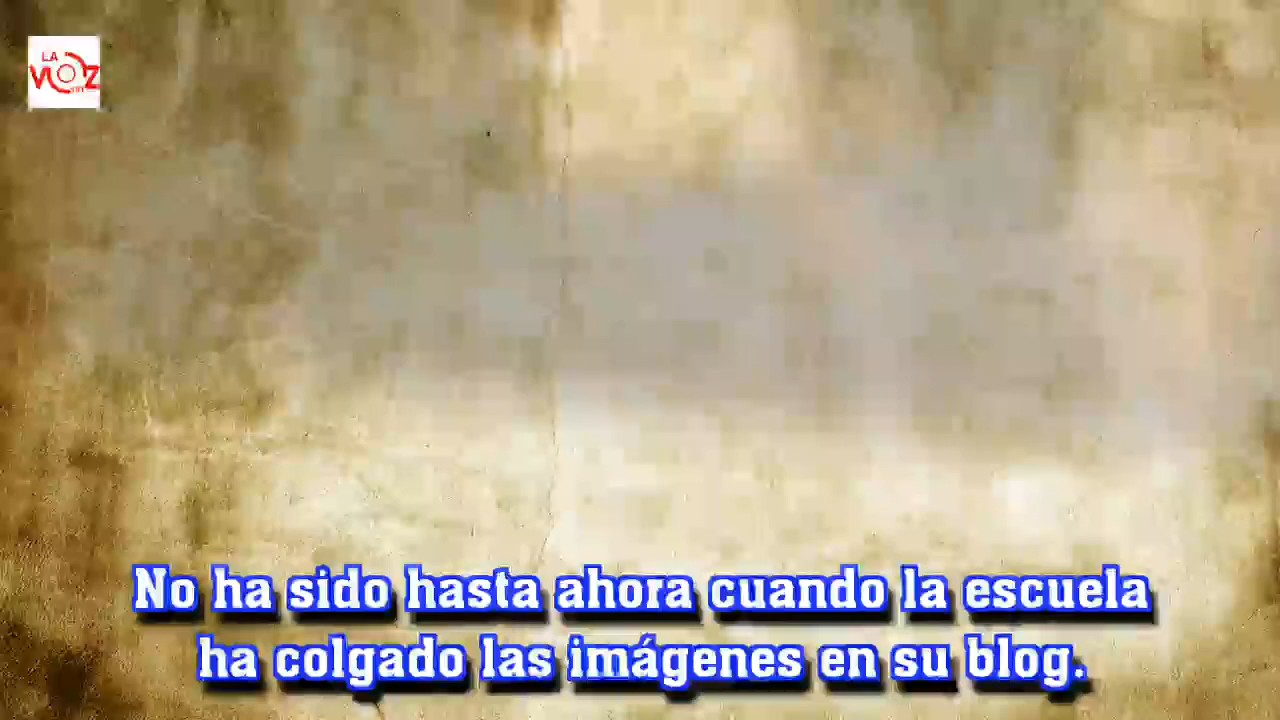 LA
VOZ
No ha sido hasta ahora cuando la escuela
ha colgado las imágenes en su blog.